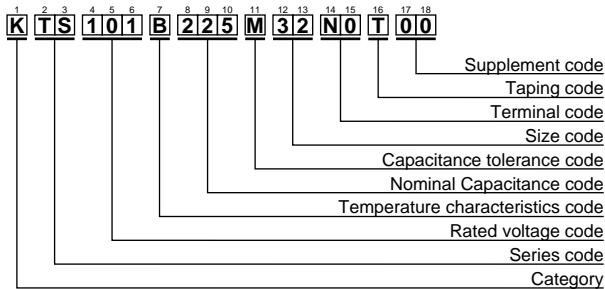 1 2 3 4 5 6 7 8 9 10 11 12 13 14 15 16 17 18
K T S 1 0 1 B 2 2 5 M 3 2 N 0 T 0 0
Supplement code
Taping code
Terminal code
Size code
Capacitance tolerance code
Nominal Capacitance code
Temperature characteristics code
Rated voltage code
Series code
Category